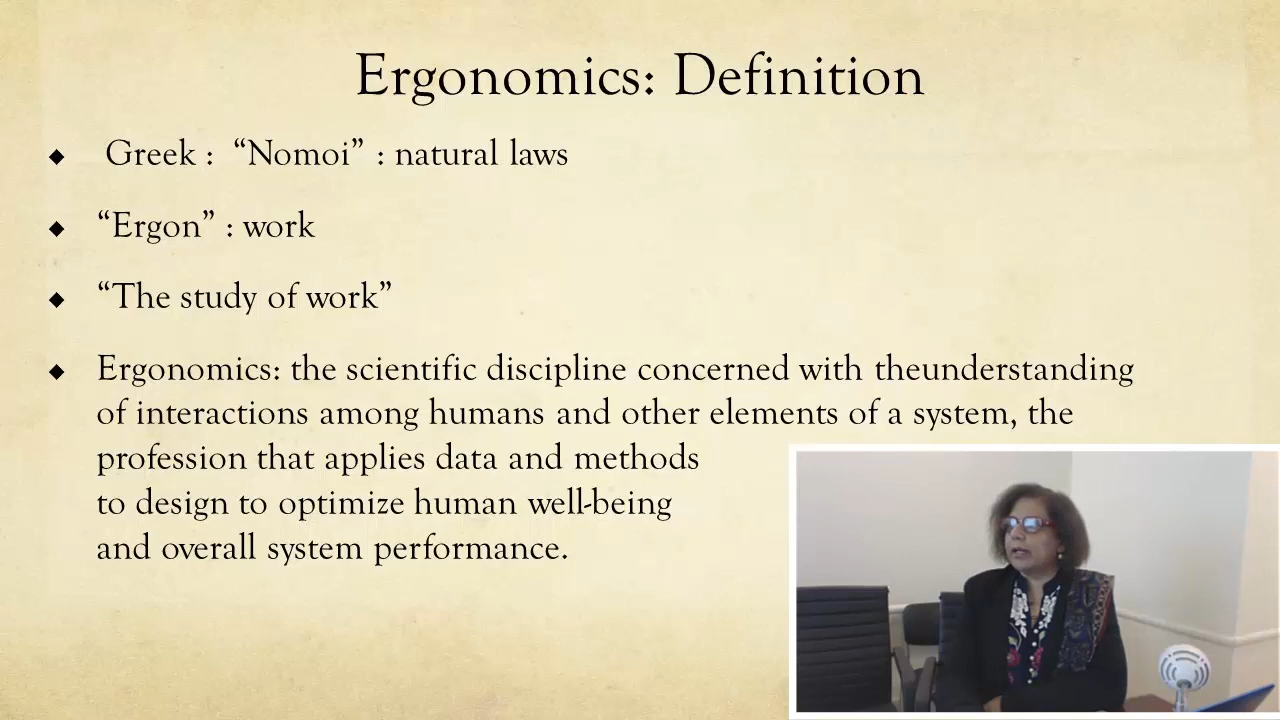 Ergonomics: Definition
Greek : “Nomoi” : natural laws
“Ergon” : work
“The study of work”
Ergonomics: the scientific discipline concerned with theunderstanding
of interactions among humans and other elements of a system, the
profession that applies data and methods
to design to optimize human well-being
and overall system performance.